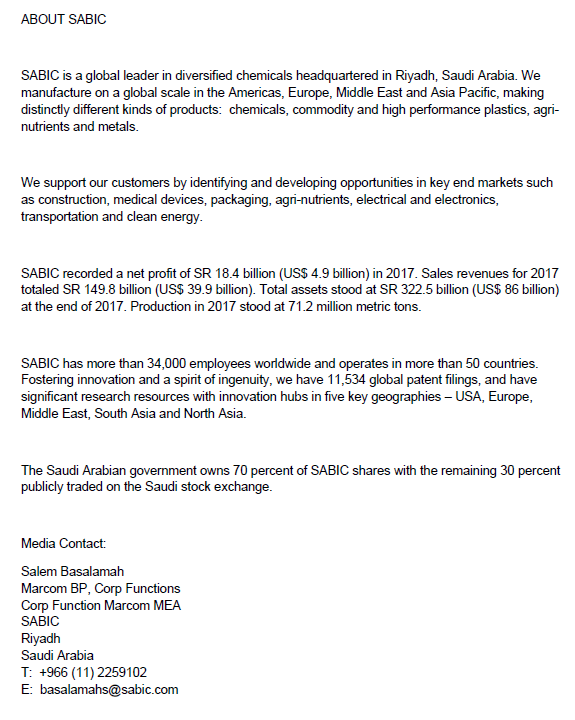 ABOUT SABIC
SABIC is a global leader in diversified chemicals headquartered in Riyadh, Saudi Arabia. We
manufacture on a global scale in the Americas, Europe, Middle East and Asia Pacific, making
distinctly different kinds of products:  chemicals, commodity and high performance plastics, agri-
nutrients and metals.
We support our customers by identifying and developing opportunities in key end markets such
as construction, medical devices, packaging, agri-nutrients, electrical and electronics,
transportation and clean energy.
SABIC recorded a net profit of SR 18.4 billion (US$ 4.9 billion) in 2017. Sales revenues for 2017
totaled SR 149.8 billion (US$ 39.9 billion). Total assets stood at SR 322.5 billion (US$ 86 billion)
at the end of 2017. Production in 2017 stood at 71.2 million metric tons.
SABIC has more than 34,000 employees worldwide and operates in more than 50 countries.
Fostering innovation and a spirit of ingenuity, we have 11,534 global patent filings, and have
significant research resources with innovation hubs in five key geographies – USA, Europe,
Middle East, South Asia and North Asia.
The Saudi Arabian government owns 70 percent of SABIC shares with the remaining 30 percent
publicly traded on the Saudi stock exchange.
Media Contact:
Salem Basalamah
Marcom BP, Corp Functions
Corp Function Marcom MEA
SABIC
Riyadh
Saudi Arabia
T:  +966 (11) 2259102
E:  basalamahs@sabic.com